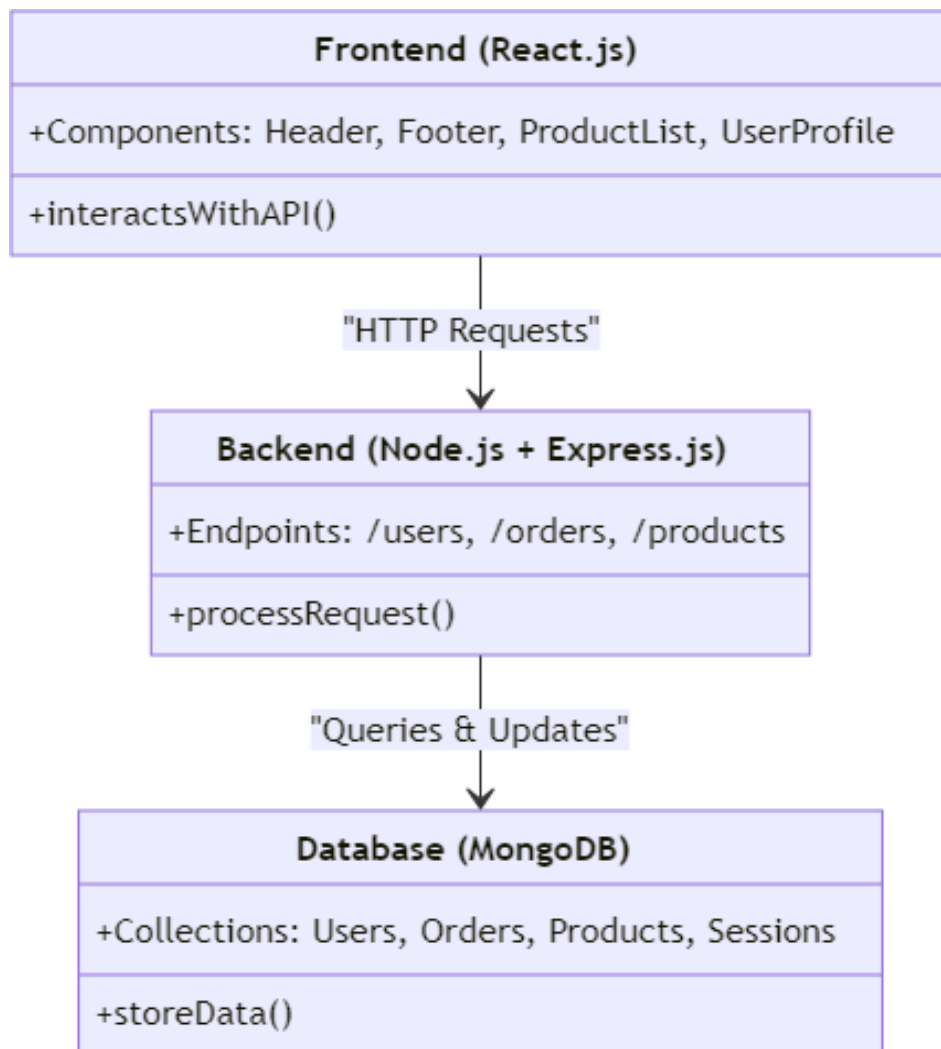 Frontend (React.js)
+Components: Header, Footer, ProductList, UserProfile
+interactsWithAPI()
"HTTP Requests"
Backend (Node.js + Express.js)
+Endpoints: /users, /orders, /products
+processRequest()
"Queries & Updates"
Database (MongoDB)
+Collections: Users, Orders, Products, Sessions
+storeData()